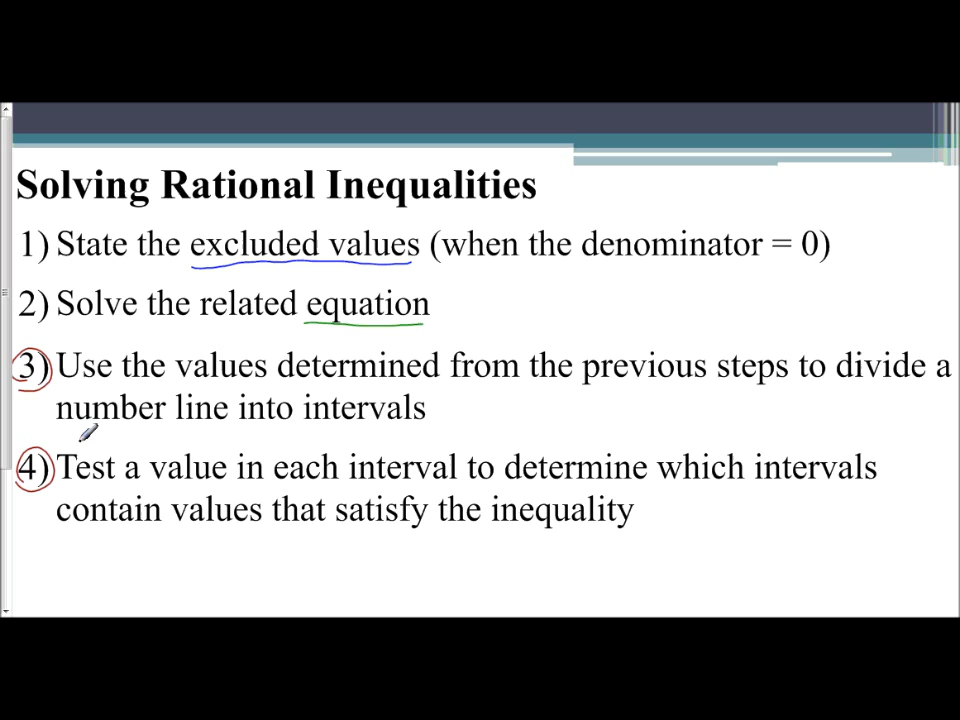 Solving Rational Inequalities
1) State the excluded values (when the denominator = 0)
2) Solve the related equation
3) Use the values determined from the previous steps to divide a
number line into intervals
4) Test a value in each interval to determine which intervals
contain values that satisfy the inequality